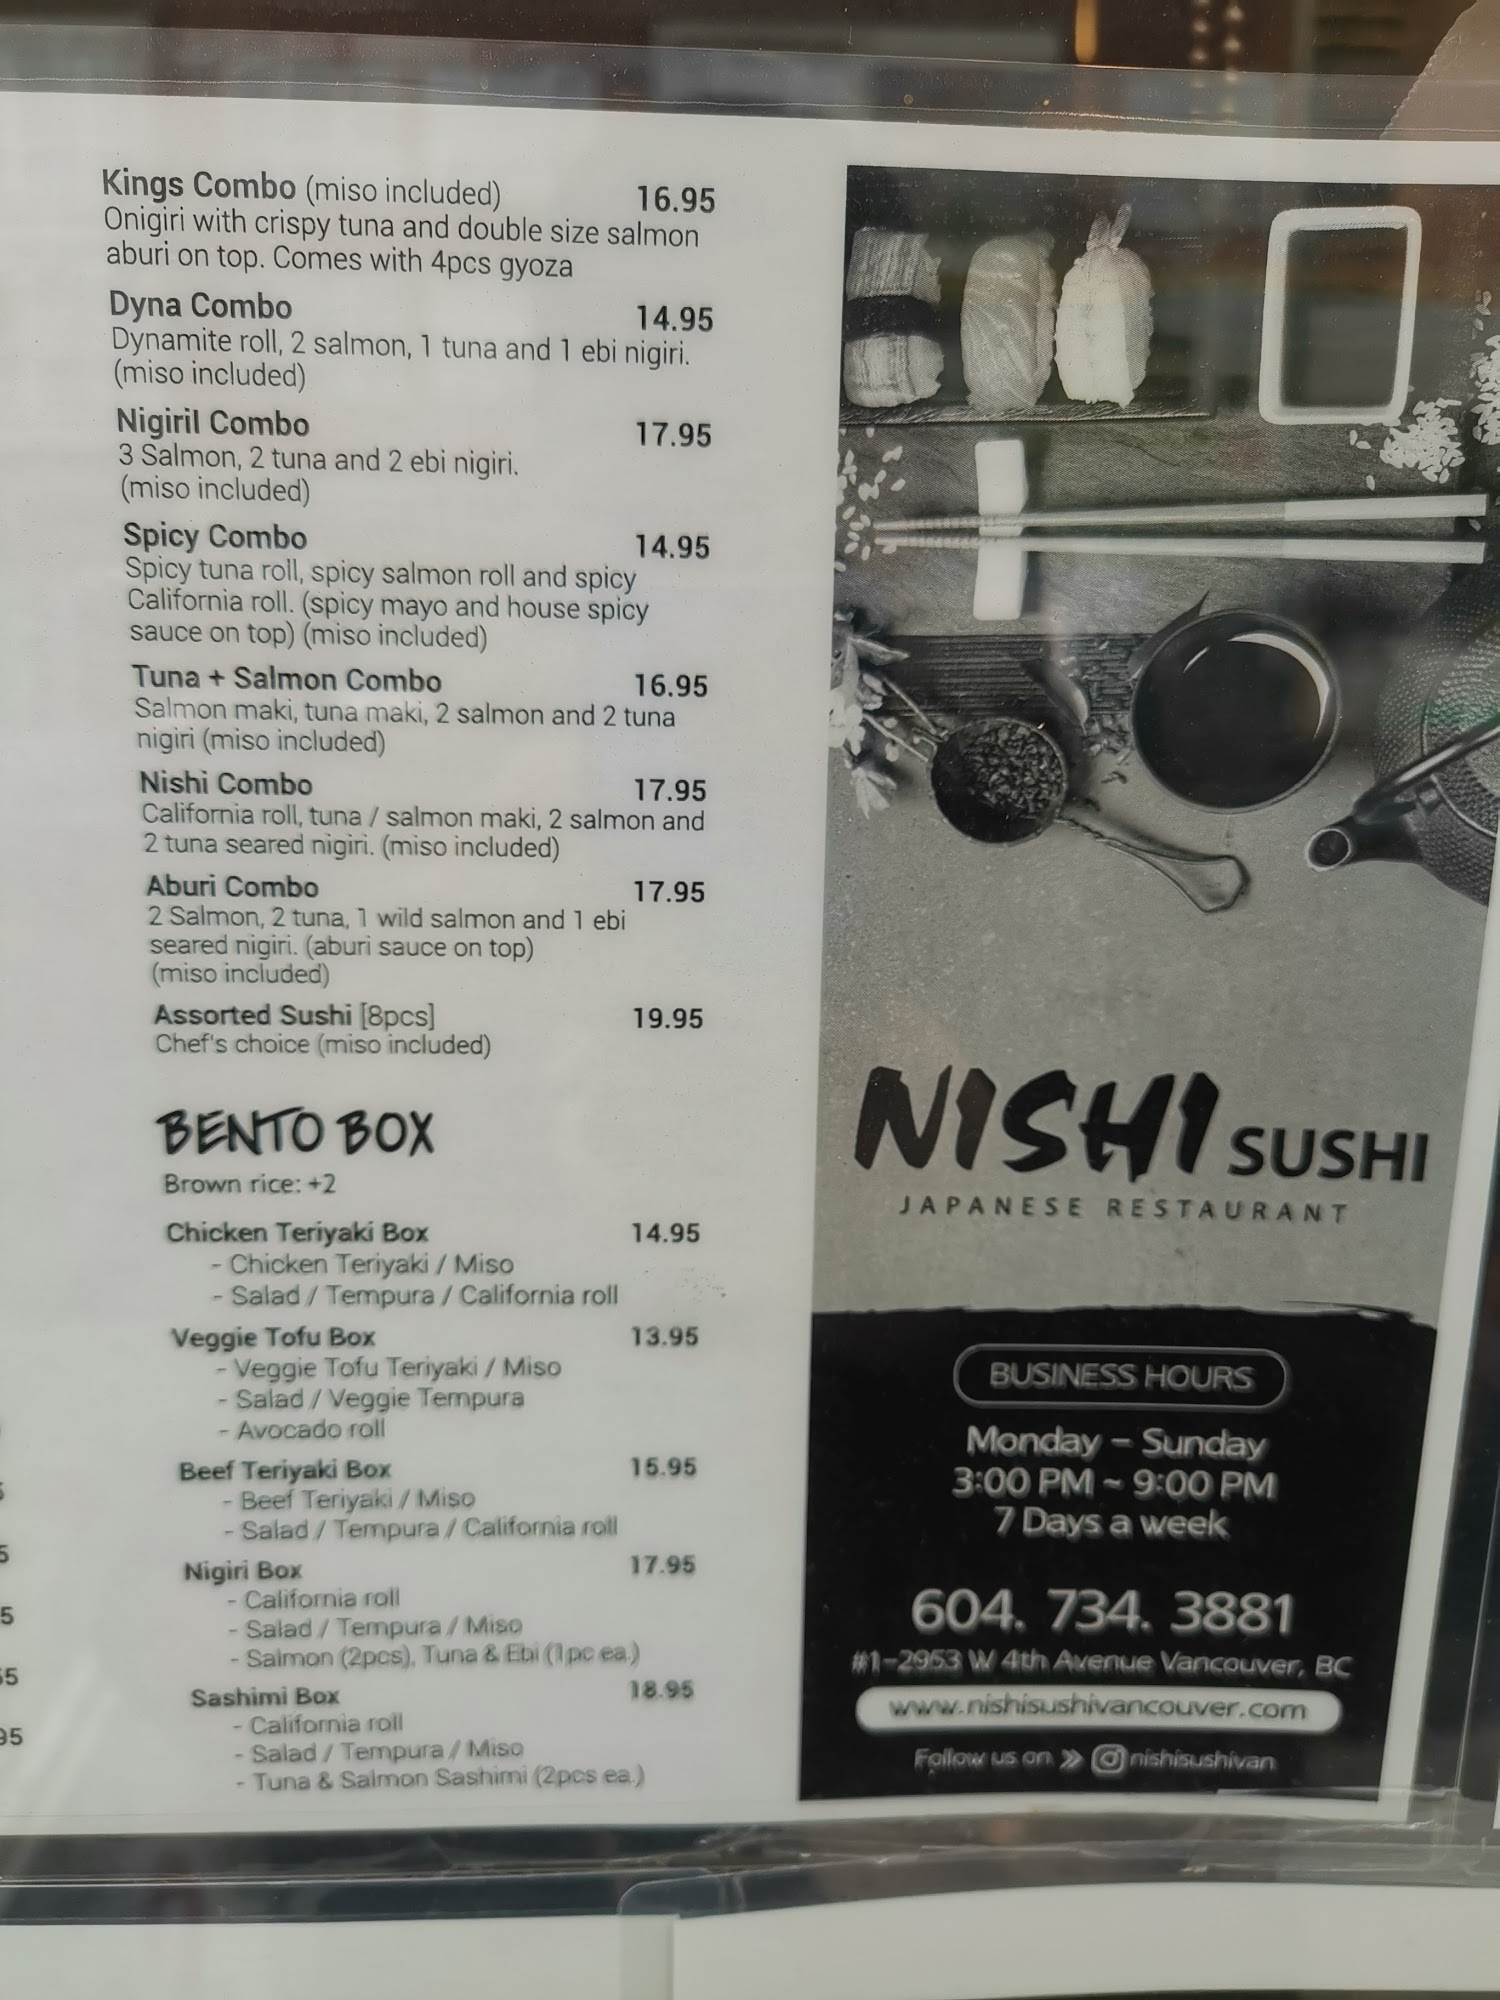 Kings Combo (miso included) 16.95
Onigiri with crispy tuna and double size salmon
aburi on top. Comes with 4pcs gyoza
Dyna Combo 14.95
Dynamite roll, 2 salmon, 1 tuna and 1 ebi nigiri.
(miso included)
Nigiril Combo 17.95
3 Salmon, 2 tuna and 2 ebi nigiri.
(miso included)
Spicy Combo 14.95
Spicy tuna roll, spicy salmon roll and spicy
California roll. (spicy mayo and house spicy
sauce on top) (miso included)
Tuna + Salmon Combo 16.95
Salmon maki, tuna maki, 2 salmon and 2 tuna
nigiri (miso included)
Nishi Combo 17.95
California roll, tuna / salmon maki, 2 salmon and
2 tuna seared nigiri. (miso included)
Aburi Combo 17.95
2 Salmon, 2 tuna, 1 wild salmon and 1 ebi
seared nigiri. (aburi sauce on top)
(miso included)
Assorted Sushi [8pcs] 19.95
Chef's choice (miso included)
BENTO BOX
Brown rice: +2
Chicken Teriyaki Box 14.95
- Chicken Teriyaki / Miso
- Salad / Tempura / California roll
Veggie Tofu Box 13.95
- Veggie Tofu Teriyaki / Miso
- Salad / Veggie Tempura
- Avocado roll
Beef Teriyaki Box 15.95
- Beef Teriyaki / Miso
- Salad / Tempura / California roll
Nigiri Box 17.95
- California roll
- Salad / Tempura / Miso
- Salmon (2pcs), Tuna & Ebi (1pc ea.)
Sashimi Box 18.95
- California roll
- Salad / Tempura / Miso
- Tuna & Salmon Sashimi (2pcs ea.)
NISHI SUSHI
JAPANESE RESTAURANT
BUSINESS HOURS
Monday – Sunday
3:00 PM ~ 9:00 PM
7 Days a week
604. 734. 3881
#1-2953 W 4th Avenue Vancouver, BC
www.nishisushivancouver.com
Follow us on » nishisushivan